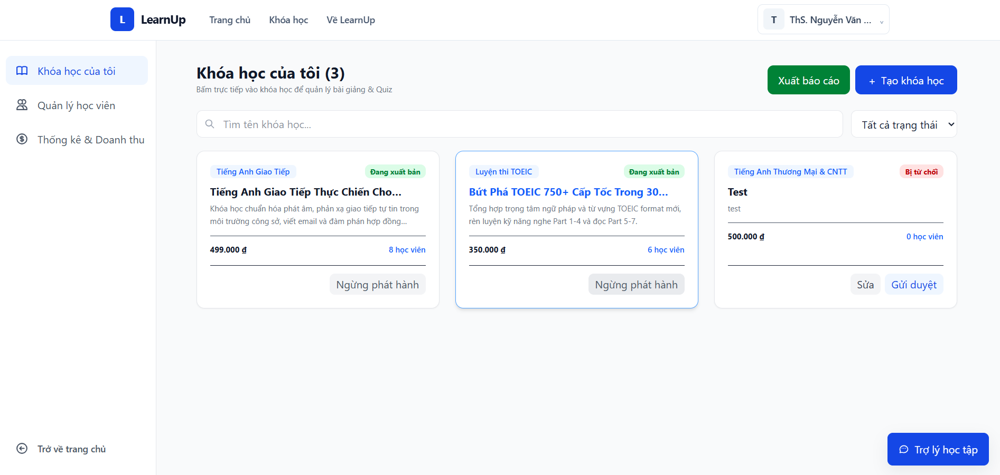 L LearnUp Trang chủ Khóa học Về LearnUp T ThS. Nguyễn Văn ...
Khóa học của tôi
Quản lý học viên
Thống kê & Doanh thu
Trở về trang chủ
Khóa học của tôi (3)
Bấm trực tiếp vào khóa học để quản lý bài giảng & Quiz
Xuất báo cáo
+ Tạo khóa học
Tìm tên khóa học...
Tất cả trạng thái
Tiếng Anh Giao Tiếp Đang xuất bản
Tiếng Anh Giao Tiếp Thực Chiến Cho...
Khóa học chuẩn hóa phát âm, phản xạ giao tiếp tự tin trong
môi trường công sở, viết email và đàm phán hợp đồng...
499.000 ₫ 8 học viên
Ngừng phát hành
Luyện thi TOEIC Đang xuất bản
Bứt Phá TOEIC 750+ Cấp Tốc Trong 30...
Tổng hợp trọng tâm ngữ pháp và từ vựng TOEIC format mới,
rèn luyện kỹ năng nghe Part 1-4 và đọc Part 5-7.
350.000 ₫ 6 học viên
Ngừng phát hành
Tiếng Anh Thương Mại & CNTT Bị từ chối
Test
test
500.000 ₫ 0 học viên
Sửa Gửi duyệt
Trợ lý học tập